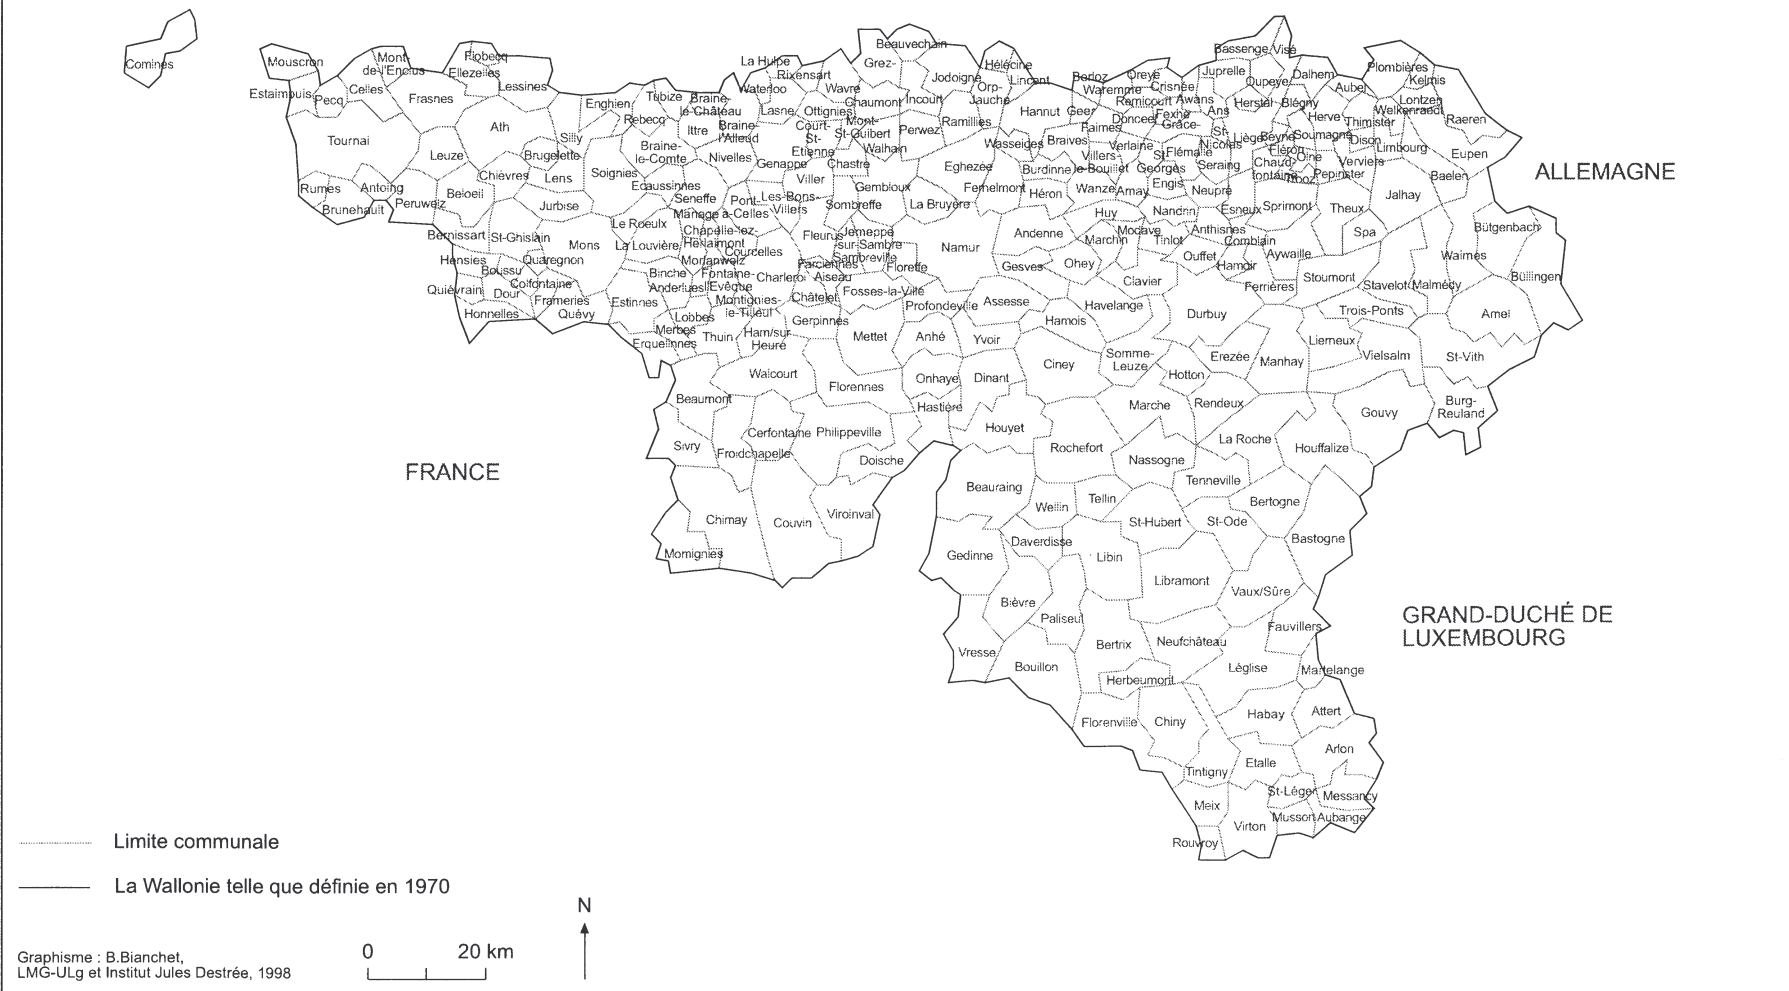 Comines
Mouscron
Mont-
de-l'Enclus
Flobecq
Ellezelles
Lessines
Estaimpuis
Pecq
Celles
Frasnes
Ath
Tournai
Leuze
Silly
Enghien
Rebecq
Tubize
Braine-
le-Château
Ittre
Braine-
l'Alleud
Braine-
le-Comte
Nivelles
La Hulpe
Waterloo
Rixensart
Lasne
Wavre
Ottignies
Court-
St-
Etienne
Genappe
Beauvechain
Grez-
Chaumont
Mont-
St-Guibert
Walhain
Chastre
Jodoigne
Incourt
Perwez
Ramillies
Hélécine
Orp-
Jauche
Lincent
Hannut
Geer
Wasseiges
Braives
Berloz
Waremme
Oreye
Remicourt
Crisnée
Donceel
Fexhe
Faimes
Verlaine
Awans
Grâce-
Juprelle
Bassenge
Visé
Oupeye
Dalhem
Ans
Herstal
Blégny
St-
Nicolas
Liège
Beyne
Fléron
Soumagne
Chaud-
fontaine
Olne
Trooz
Pepinster
Verviers
Dison
Herve
Thimister
Aubel
Plombières
Kelmis
Lontzen
Welkenraedt
Raeren
Limbourg
Eupen
Baelen
Jalhay
Rumes
Antoing
Brunehault
Peruwelz
Beloeil
Chièvres
Brugelette
Lens
Jurbise
Soignies
Ecaussinnes
Seneffe
Manage
Pont-
à-Celles
Les-Bons-
Villers
Viller
Sombreffe
Gembloux
La Bruyère
Eghezée
Fernelmont
Burdinne
Héron
Villers-
le-Bouillet
St-
Georges
Wanze
Amay
Engis
Flémalle
Seraing
Neupré
Esneux
Sprimont
Theux
Spa
Huy
Nandrin
Modave
Marchin
Tinlot
Anthisnes
Comblain
Ouffet
Hamoir
Aywaille
Ferrières
Stoumont
Stavelot
Malmédy
Waimes
Bütgenbach
Büllingen
Amel
St-Vith
Burg-
Reuland
Bernissart
St-Ghislain
Mons
Le Rœulx
La Louvière
Chapelle-lez-
Herlaimont
Morlanwelz
Courcelles
Fleurus
Jemeppe
sur-Sambre
Sambreville
Farciennes
Floreffe
Namur
Andenne
Gesves
Ohey
Clavier
Hensies
Quaregnon
Boussu
Colfontaine
Quiévrain
Dour
Frameries
Honnelles
Quévy
Binche
Anderlues
Fontaine-
l'Evêque
Charleroi
Aiseau
Châtelet
Fosses-la-Ville
Profondeville
Assesse
Havelange
Durbuy
Estinnes
Lobbes
Montignies-
le-Tilleul
Merbes
Erquelinnes
Thuin
Ham/sur
Heure
Gerpinnes
Mettet
Anhé
Yvoir
Hamois
Ciney
Somme-
Leuze
Hotton
Erezée
Manhay
Lierneux
Trois-Ponts
Vielsalm
Walcourt
Florennes
Onhaye
Dinant
Hastière
Beaumont
Sivry
Froidchapelle
Cerfontaine
Philippeville
Doische
Houyet
Rochefort
Marche
Rendeux
La Roche
Houffalize
Gouvy
Nassogne
Tenneville
Bertogne
Beauraing
Wellin
Tellin
St-Hubert
St-Ode
Bastogne
Chimay
Couvin
Viroinval
Momignies
Gedinne
Daverdisse
Libin
Libramont
Vaux/Sûre
Bièvre
Paliseul
Bertrix
Neufchâteau
Fauvillers
Vresse
Bouillon
Herbeumont
Léglise
Martelange
Florenville
Chiny
Habay
Attert
Arlon
Tintigny
Etalle
Meix
St-Léger
Messancy
Virton
Musson
Aubange
Rouvroy
ALLEMAGNE
FRANCE
GRAND-DUCHÉ DE
LUXEMBOURG
Limite communale
La Wallonie telle que définie en 1970
N
0 20 km
Graphisme : B.Bianchet,
LMG-ULg et Institut Jules Destrée, 1998